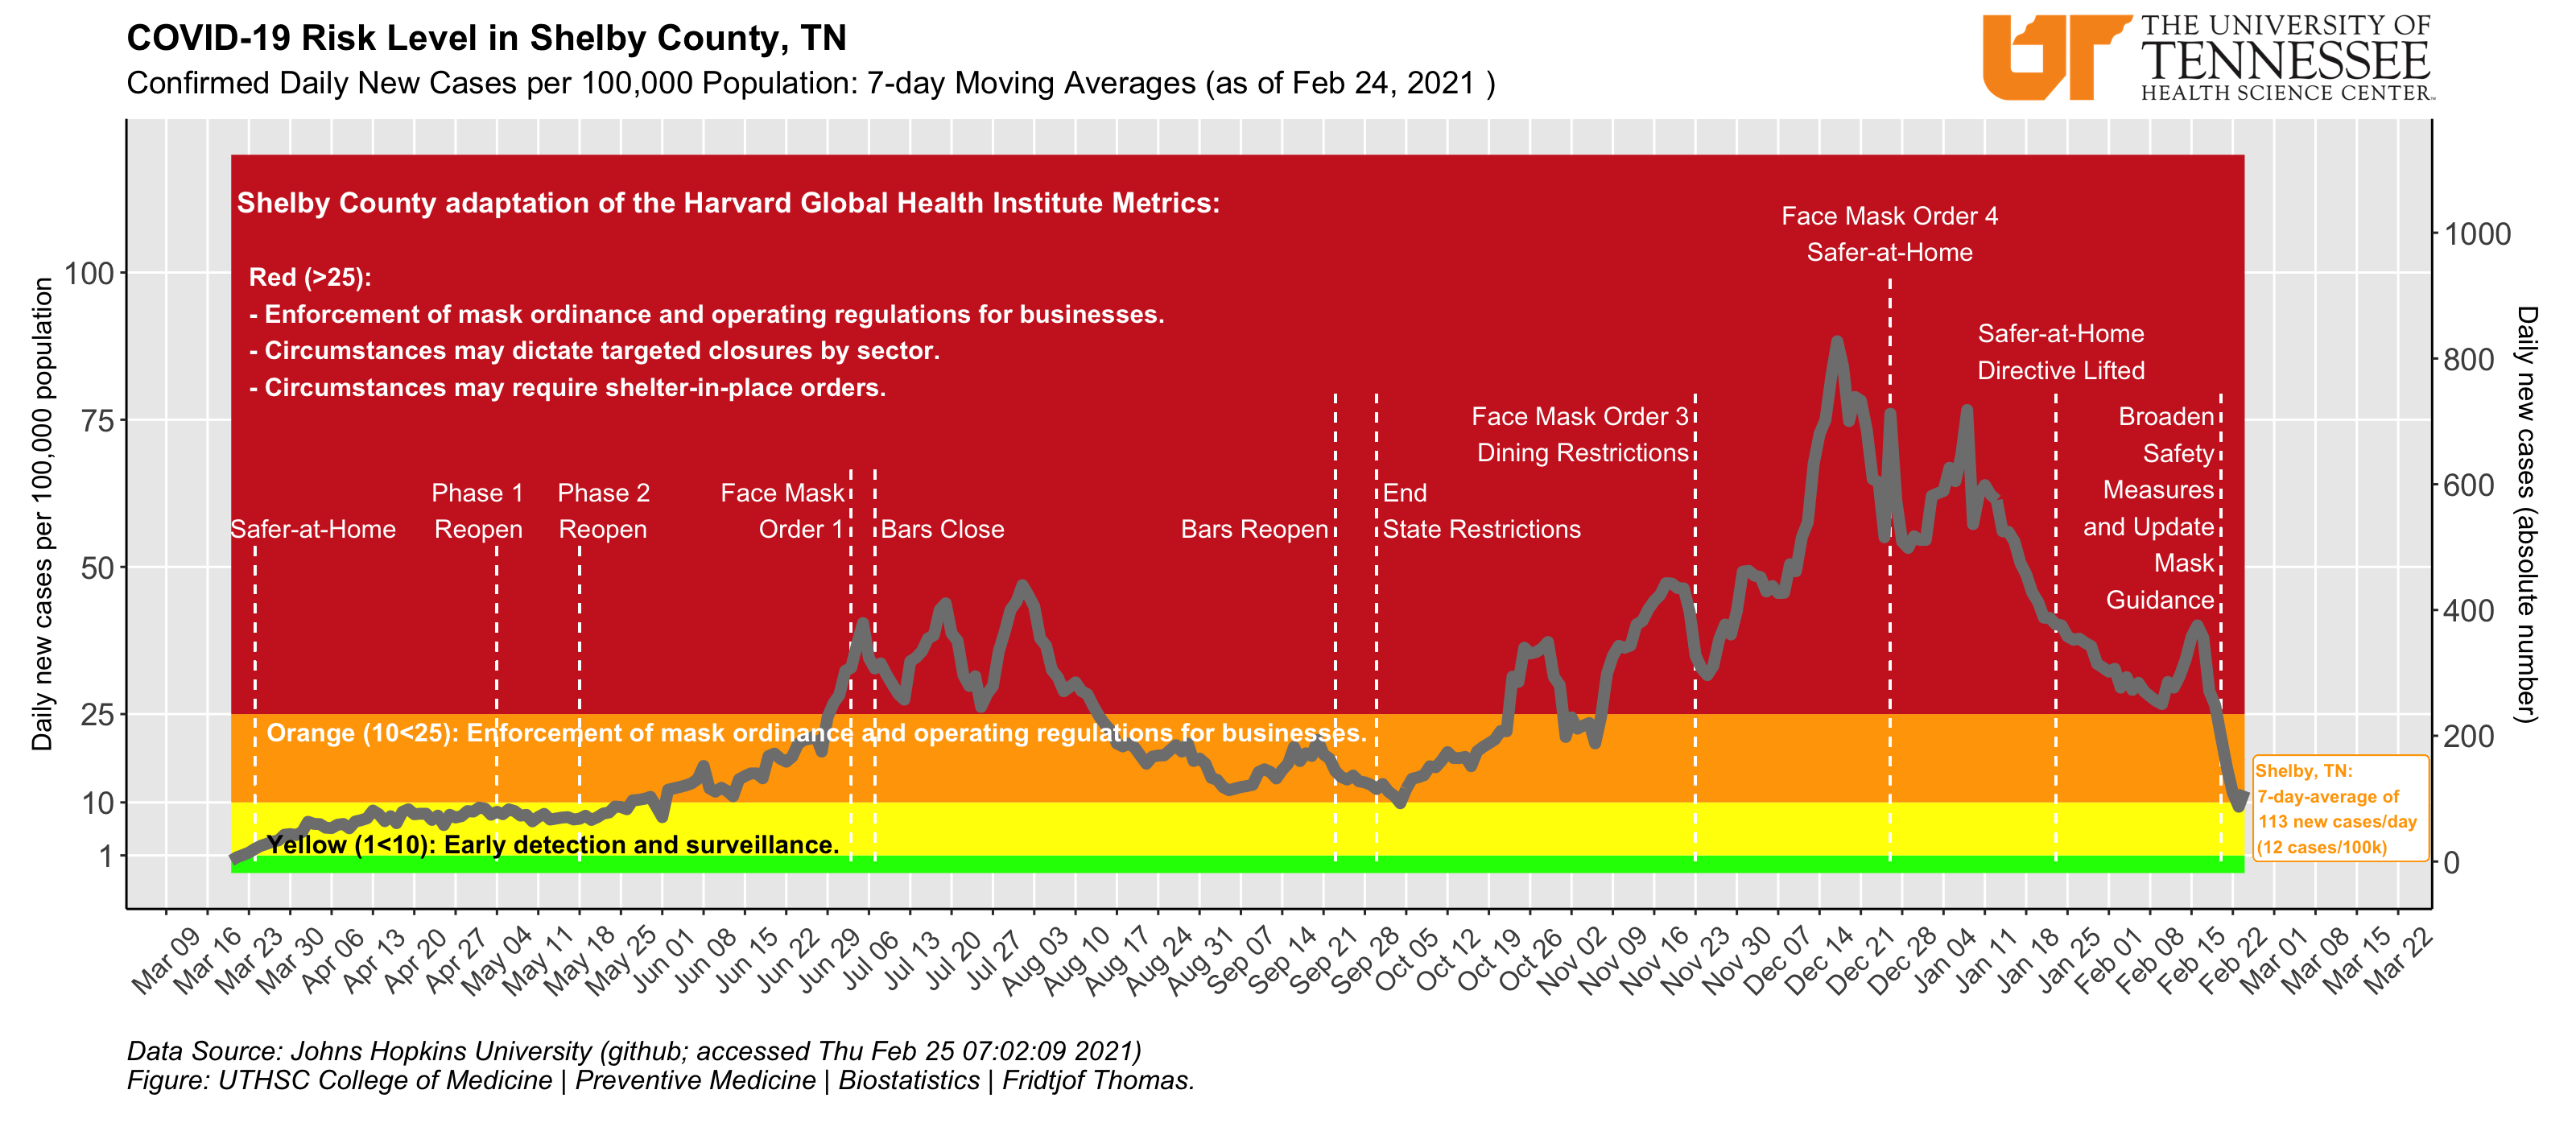 COVID-19 Risk Level in Shelby County, TN
Confirmed Daily New Cases per 100,000 Population: 7-day Moving Averages (as of Feb 24, 2021 )
UT
THE UNIVERSITY OF
TENNESSEE
HEALTH SCIENCE CENTER™
Daily new cases per 100,000 population
100
75
50
25
10
1
Shelby County adaptation of the Harvard Global Health Institute Metrics:
Red (>25):
- Enforcement of mask ordinance and operating regulations for businesses.
- Circumstances may dictate targeted closures by sector.
- Circumstances may require shelter-in-place orders.
Safer-at-Home
Phase 1
Reopen
Phase 2
Reopen
Face Mask
Order 1
Bars Close
Bars Reopen
End
State Restrictions
Face Mask Order 3
Dining Restrictions
Face Mask Order 4
Safer-at-Home
Safer-at-Home
Directive Lifted
Broaden
Safety
Measures
and Update
Mask
Guidance
Orange (10<25): Enforcement of mask ordinance and operating regulations for businesses.
Yellow (1<10): Early detection and surveillance.
1000
800
600
400
200
0
Daily new cases (absolute number)
Shelby, TN:
7-day-average of
113 new cases/day
(12 cases/100k)
Mar 09
Mar 16
Mar 23
Mar 30
Apr 06
Apr 13
Apr 20
Apr 27
May 04
May 11
May 18
May 25
Jun 01
Jun 08
Jun 15
Jun 22
Jun 29
Jul 06
Jul 13
Jul 20
Jul 27
Aug 03
Aug 10
Aug 17
Aug 24
Aug 31
Sep 07
Sep 14
Sep 21
Sep 28
Oct 05
Oct 12
Oct 19
Oct 26
Nov 02
Nov 09
Nov 16
Nov 23
Nov 30
Dec 07
Dec 14
Dec 21
Dec 28
Jan 04
Jan 11
Jan 18
Jan 25
Feb 01
Feb 08
Feb 15
Feb 22
Mar 01
Mar 08
Mar 15
Mar 22
Data Source: Johns Hopkins University (github; accessed Thu Feb 25 07:02:09 2021)
Figure: UTHSC College of Medicine | Preventive Medicine | Biostatistics | Fridtjof Thomas.